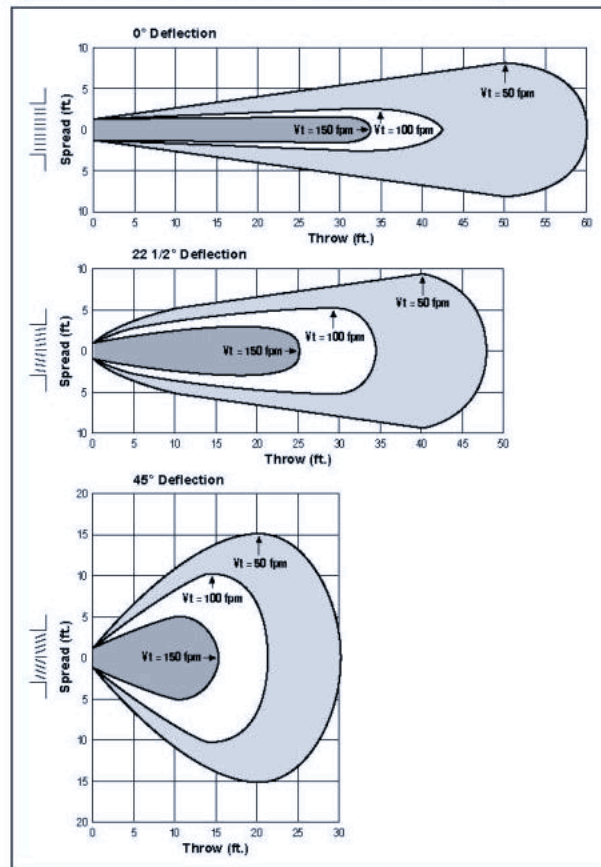 0° Deflection
10
5
0
5
10
Spread (ft.)
Vt = 50 fpm
Vt = 150 fpm
Vt = 100 fpm
0 5 10 15 20 25 30 35 40 45 50 55 60
Throw (ft.)
22 1/2° Deflection
10
5
0
5
10
Spread (ft.)
Vt = 50 fpm
Vt = 100 fpm
Vt = 150 fpm
0 5 10 15 20 25 30 35 40 45 50
Throw (ft.)
45° Deflection
20
15
10
5
0
5
10
15
20
Spread (ft.)
Vt = 50 fpm
Vt = 100 fpm
Vt = 150 fpm
0 5 10 15 20 25 30
Throw (ft.)